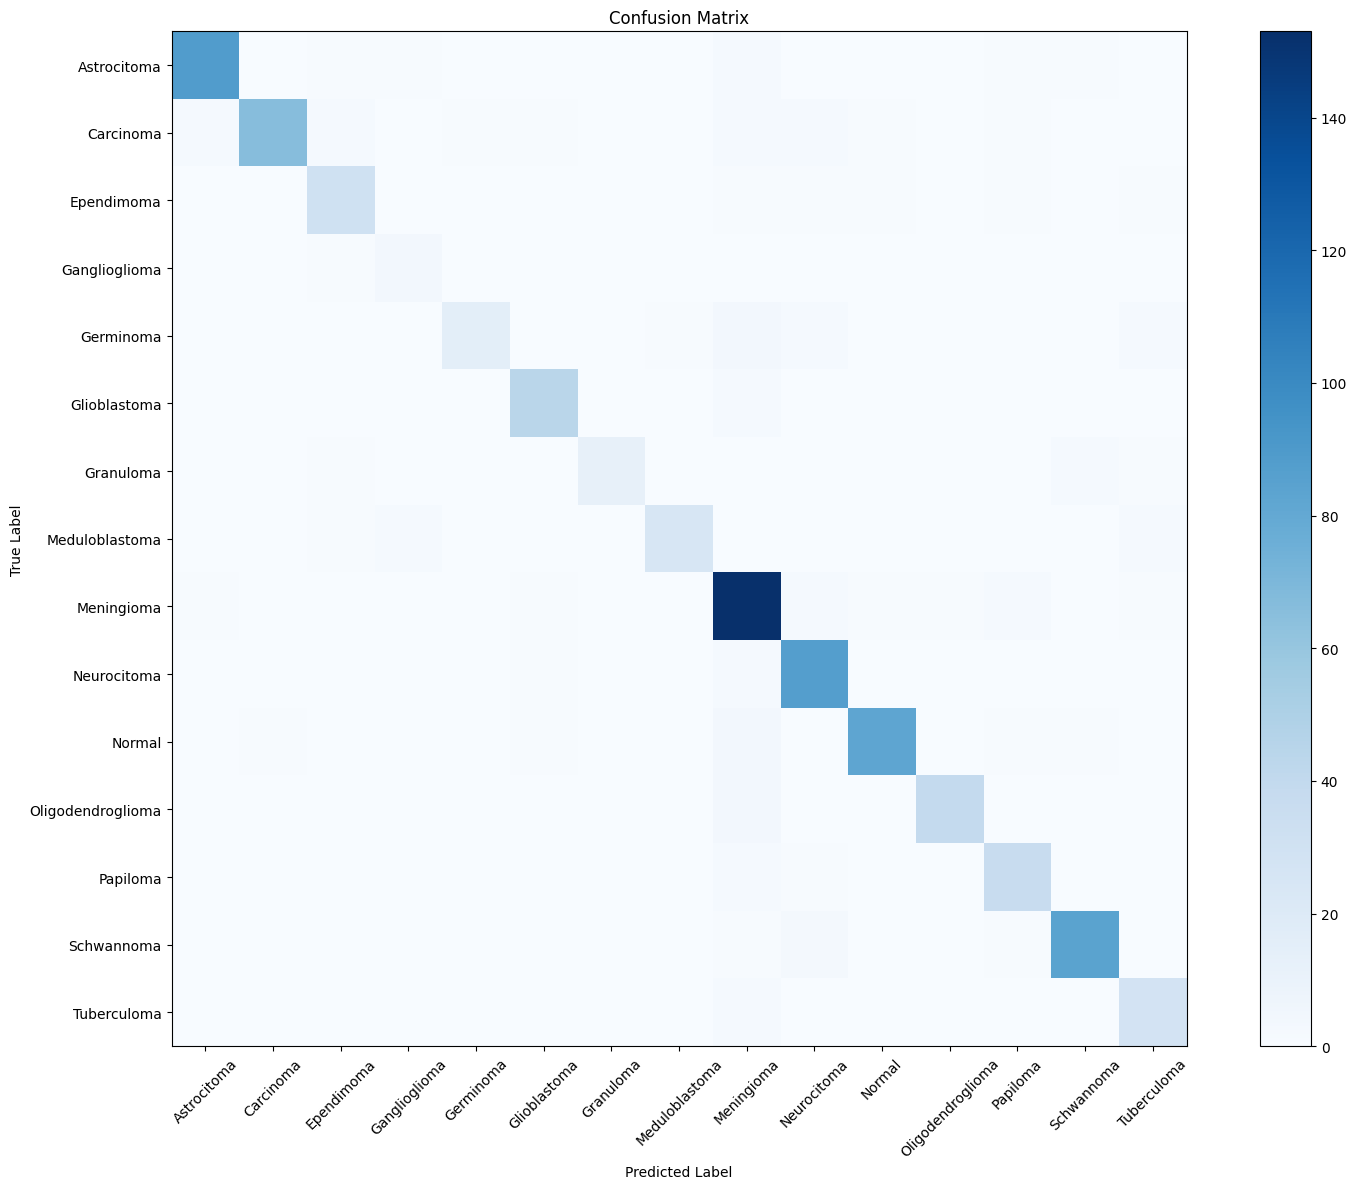 Confusion Matrix
True Label
Astrocitoma
Carcinoma
Ependimoma
Ganglioglioma
Germinoma
Glioblastoma
Granuloma
Meduloblastoma
Meningioma
Neurocitoma
Normal
Oligodendroglioma
Papiloma
Schwannoma
Tuberculoma
Astrocitoma
Carcinoma
Ependimoma
Ganglioglioma
Germinoma
Glioblastoma
Granuloma
Meduloblastoma
Meningioma
Neurocitoma
Normal
Oligodendroglioma
Papiloma
Schwannoma
Tuberculoma
Predicted Label
140
120
100
80
60
40
20
0